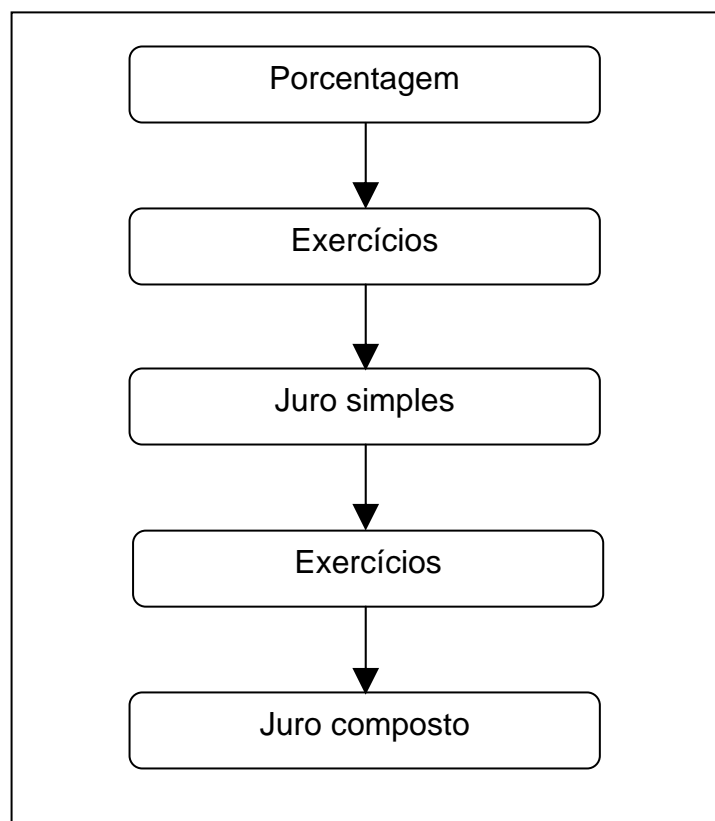 Porcentagem
Exercícios
Juro simples
Exercícios
Juro composto